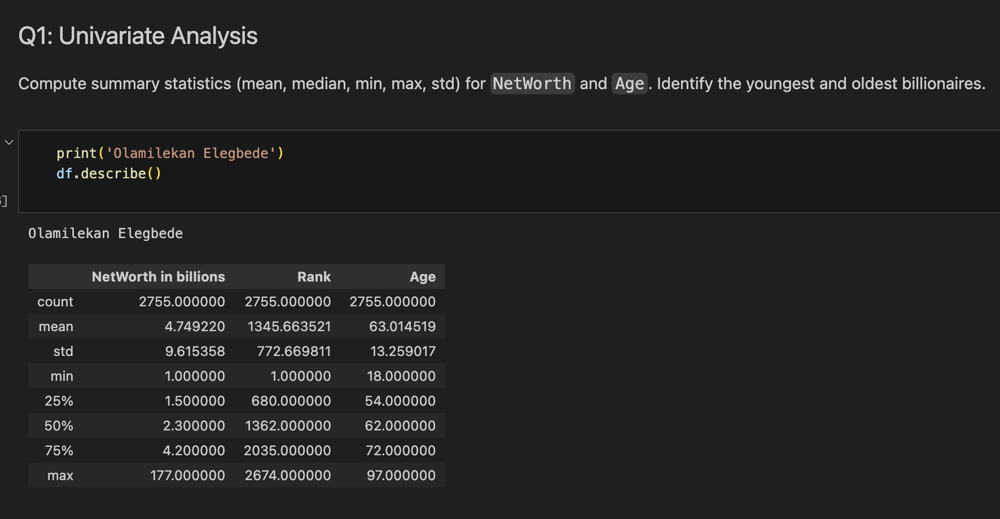 Q1: Univariate Analysis
Compute summary statistics (mean, median, min, max, std) for NetWorth and Age. Identify the youngest and oldest billionaires.
print('Olamilekan Elegbede')
df.describe()
]
Olamilekan Elegbede
NetWorth in billions Rank Age
count 2755.000000 2755.000000 2755.000000
mean 4.749220 1345.663521 63.014519
std 9.615358 772.669811 13.259017
min 1.000000 1.000000 18.000000
25% 1.500000 680.000000 54.000000
50% 2.300000 1362.000000 62.000000
75% 4.200000 2035.000000 72.000000
max 177.000000 2674.000000 97.000000